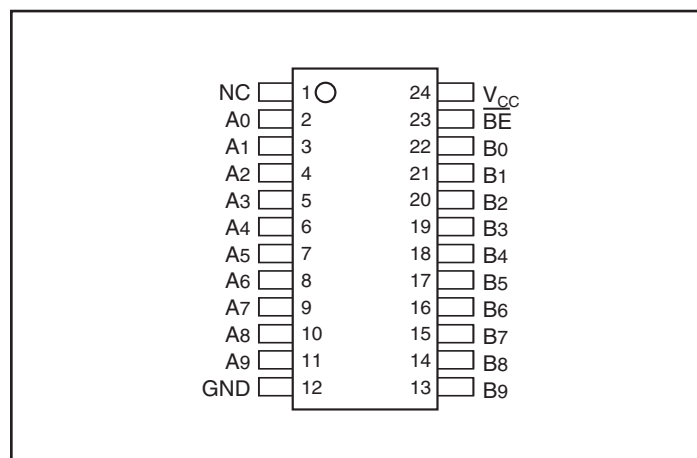 NC 1 24 VCC
A0 2 23 BE
A1 3 22 B0
A2 4 21 B1
A3 5 20 B2
A4 6 19 B3
A5 7 18 B4
A6 8 17 B5
A7 9 16 B6
A8 10 15 B7
A9 11 14 B8
GND 12 13 B9